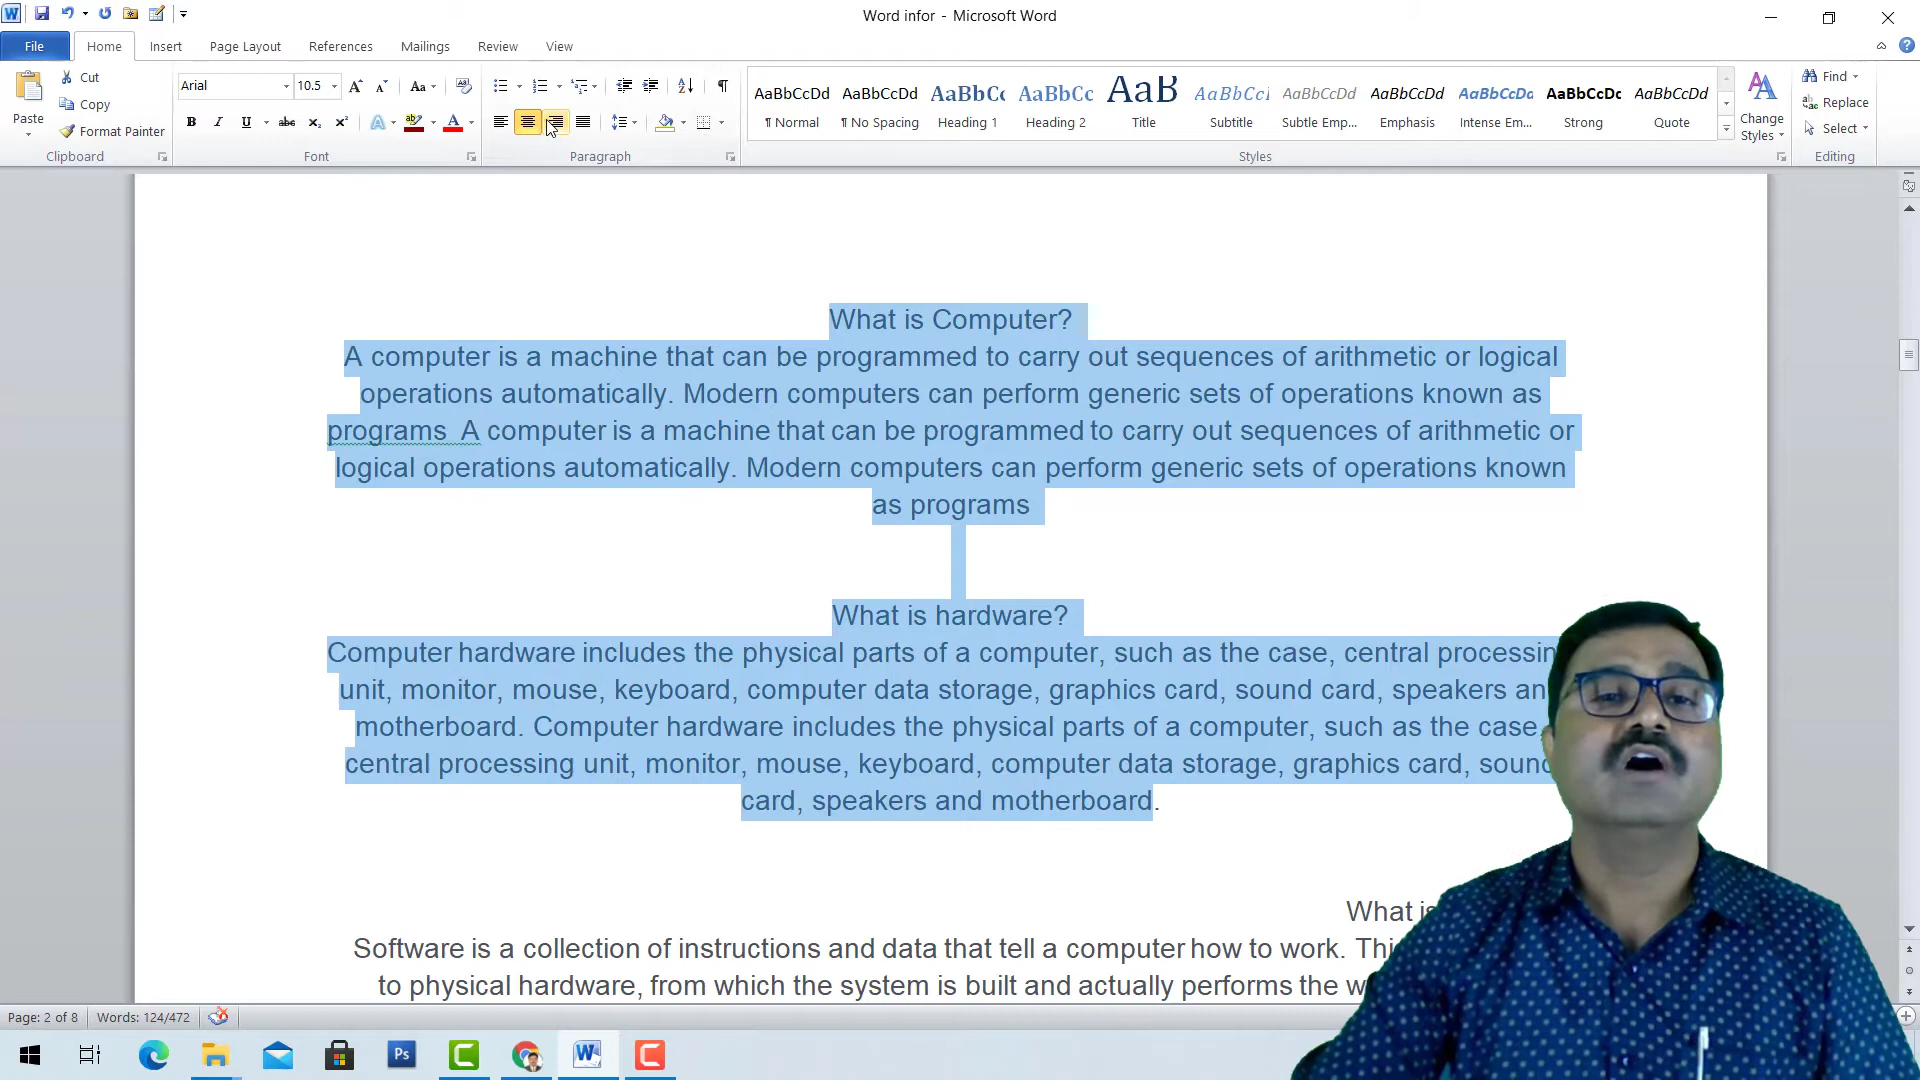 Word infor - Microsoft Word
File Home Insert Page Layout References Mailings Review View
Cut
Copy
Format Painter
Paste
Clipboard
Arial 10.5
Font
Paragraph
AaBbCcDd AaBbCcDd AaBbCc AaBbCc AaB AaBbCcI AaBbCcDd AaBbCcDd AaBbCcDd AaBbCcDc AaBbCcDd
¶ Normal ¶ No Spacing Heading 1 Heading 2 Title Subtitle Subtle Emp... Emphasis Intense Em... Strong Quote
Change
Styles
Styles
Find
Replace
Select
Editing
What is Computer?
A computer is a machine that can be programmed to carry out sequences of arithmetic or logical
operations automatically. Modern computers can perform generic sets of operations known as
programs A computer is a machine that can be programmed to carry out sequences of arithmetic or
logical operations automatically. Modern computers can perform generic sets of operations known
as programs
What is hardware?
Computer hardware includes the physical parts of a computer, such as the case, central processin
unit, monitor, mouse, keyboard, computer data storage, graphics card, sound card, speakers an
motherboard. Computer hardware includes the physical parts of a computer, such as the case,
central processing unit, monitor, mouse, keyboard, computer data storage, graphics card, sound
card, speakers and motherboard.
What is
Software is a collection of instructions and data that tell a computer how to work. Thi
to physical hardware, from which the system is built and actually performs the w
Page: 2 of 8 Words: 124/472
Ps